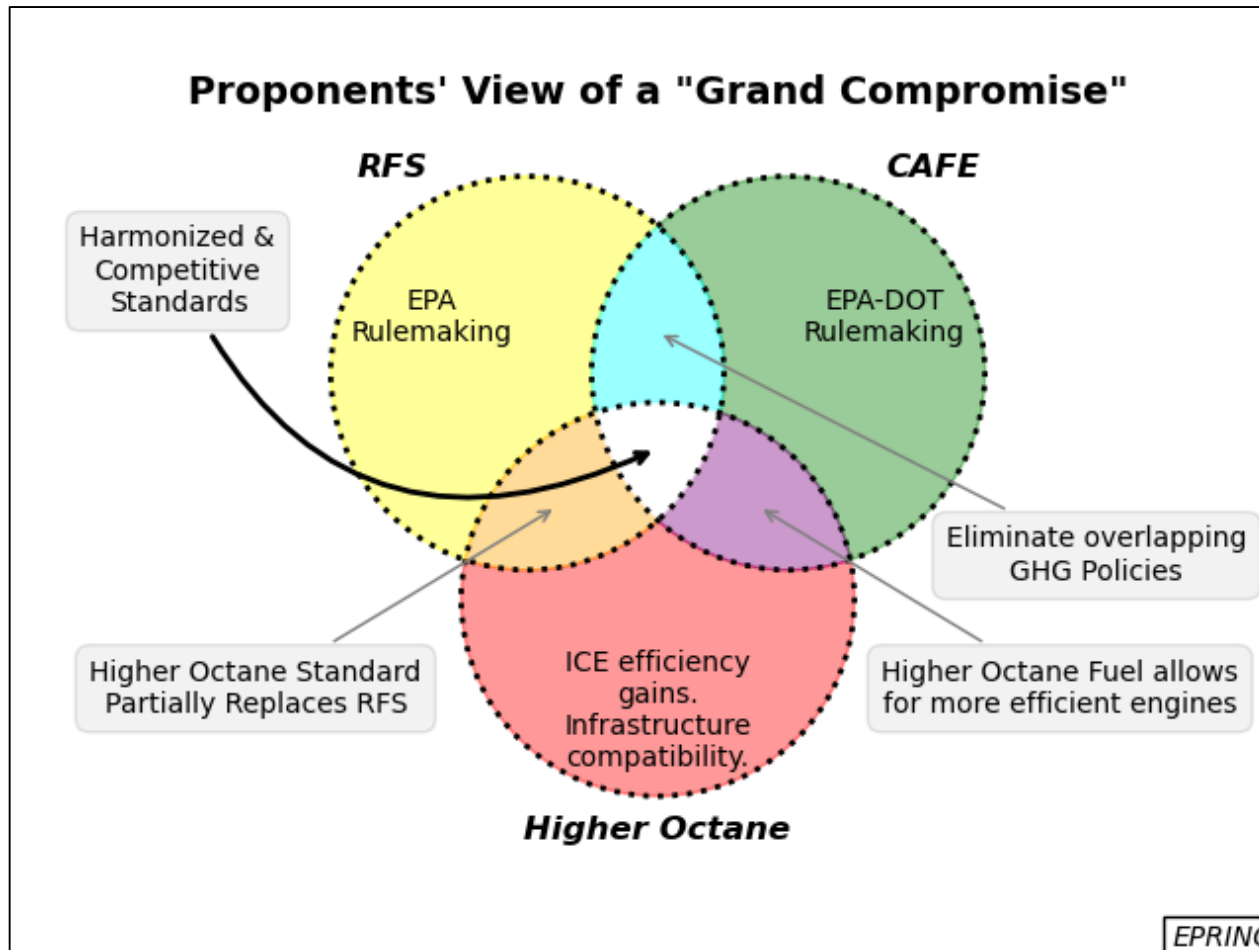 Proponents' View of a "Grand Compromise"
RFS
CAFE
Harmonized &
Competitive
Standards
EPA
Rulemaking
EPA-DOT
Rulemaking
Eliminate overlapping
GHG Policies
Higher Octane Standard
Partially Replaces RFS
ICE efficiency
gains.
Infrastructure
compatibility.
Higher Octane Fuel allows
for more efficient engines
Higher Octane